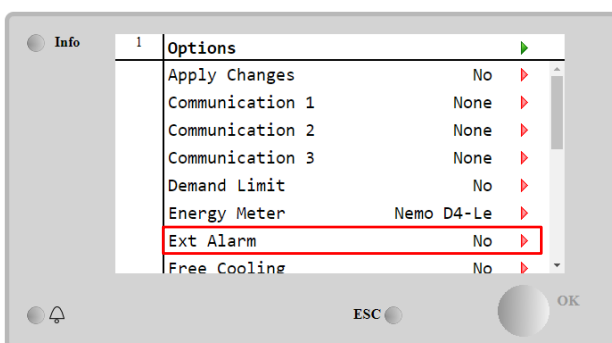 Info
1 Options
Apply Changes No
Communication 1 None
Communication 2 None
Communication 3 None
Demand Limit No
Energy Meter Nemo D4-Le
Ext Alarm No
Free Cooling No
ESC
OK